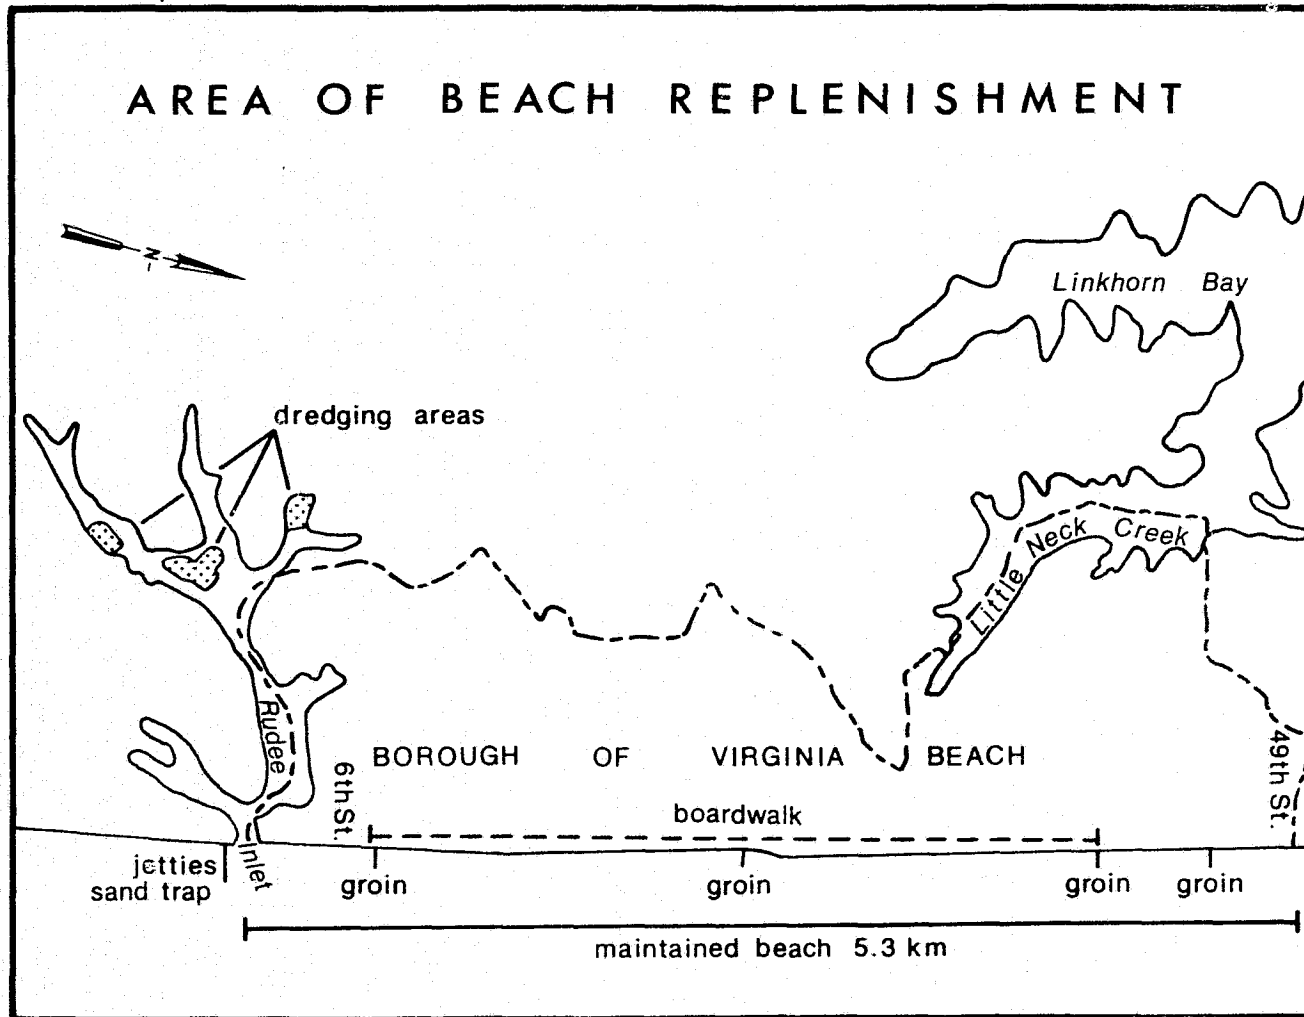 AREA OF BEACH REPLENISHMENT
N
Linkhorn Bay
dredging areas
Little Neck Creek
Rudee
Inlet
6th St.
BOROUGH OF VIRGINIA BEACH
49th St.
boardwalk
jetties
sand trap
groin
groin
groin
groin
maintained beach 5.3 km